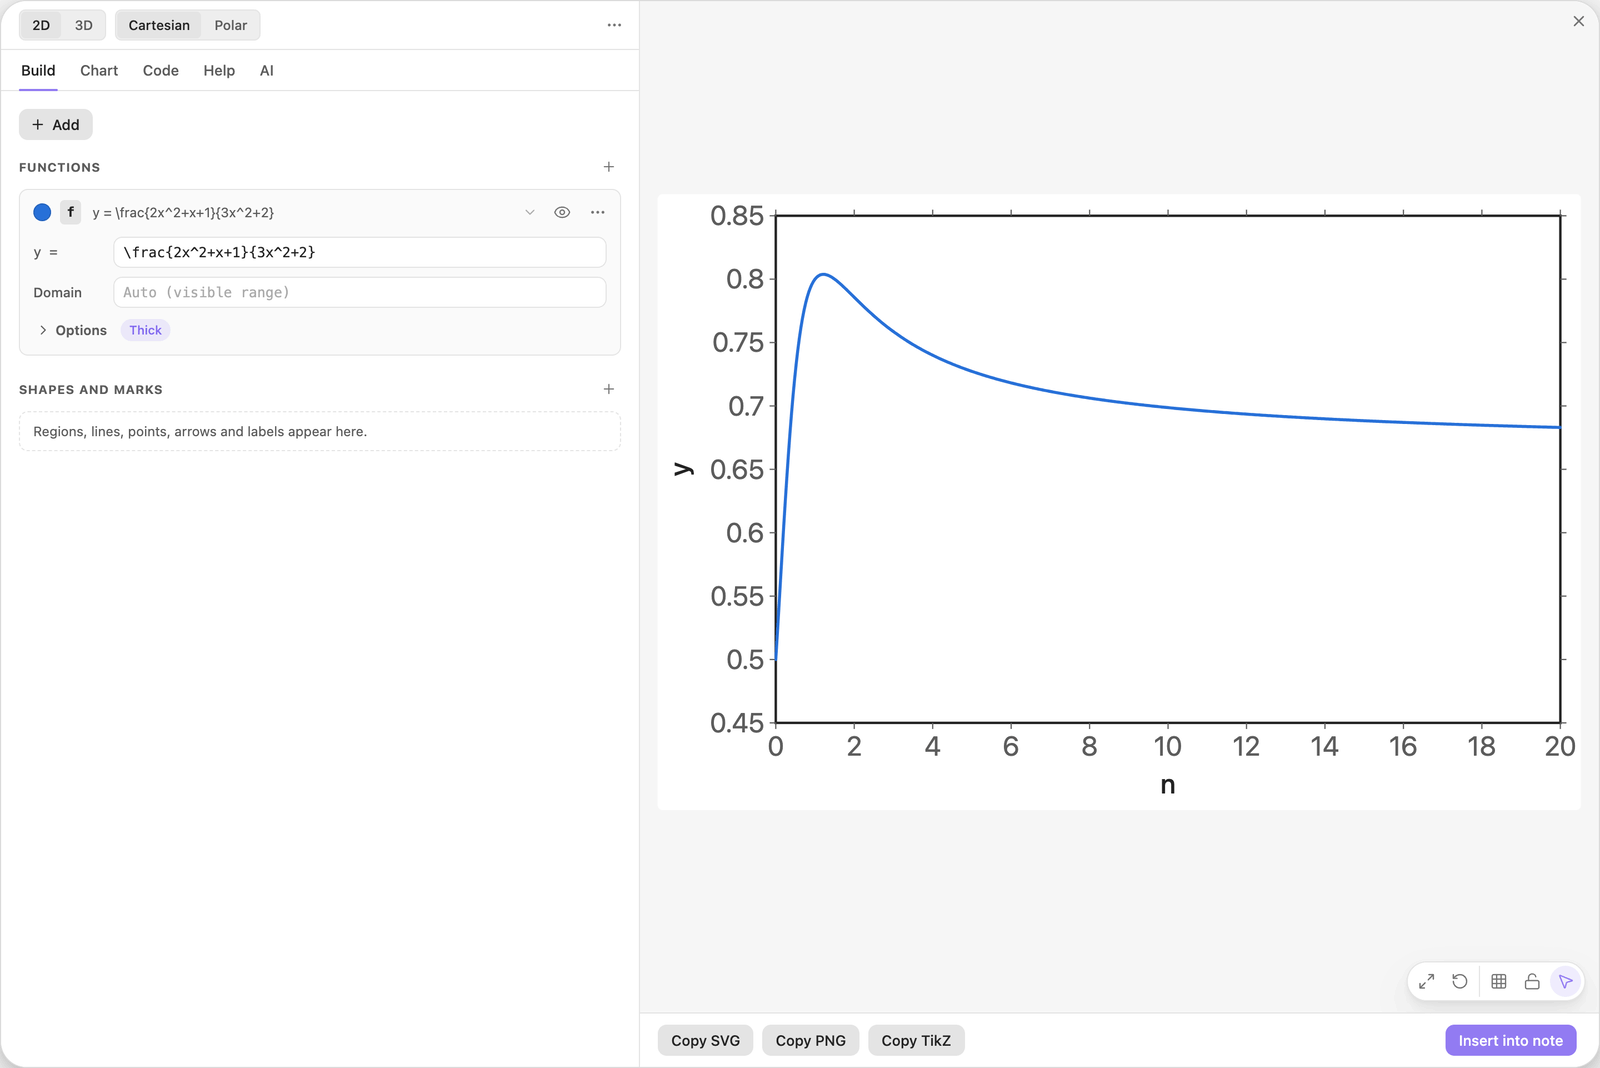 2D 3D Cartesian Polar
Build Chart Code Help AI
+ Add
FUNCTIONS
f y = \frac{2x^2+x+1}{3x^2+2}
y = \frac{2x^2+x+1}{3x^2+2}
Domain Auto (visible range)
Options Thick
SHAPES AND MARKS
Regions, lines, points, arrows and labels appear here.
0.85
0.8
0.75
0.7
y
0.65
0.6
0.55
0.5
0.45
0 2 4 6 8 10 12 14 16 18 20
n
Copy SVG Copy PNG Copy TikZ Insert into note